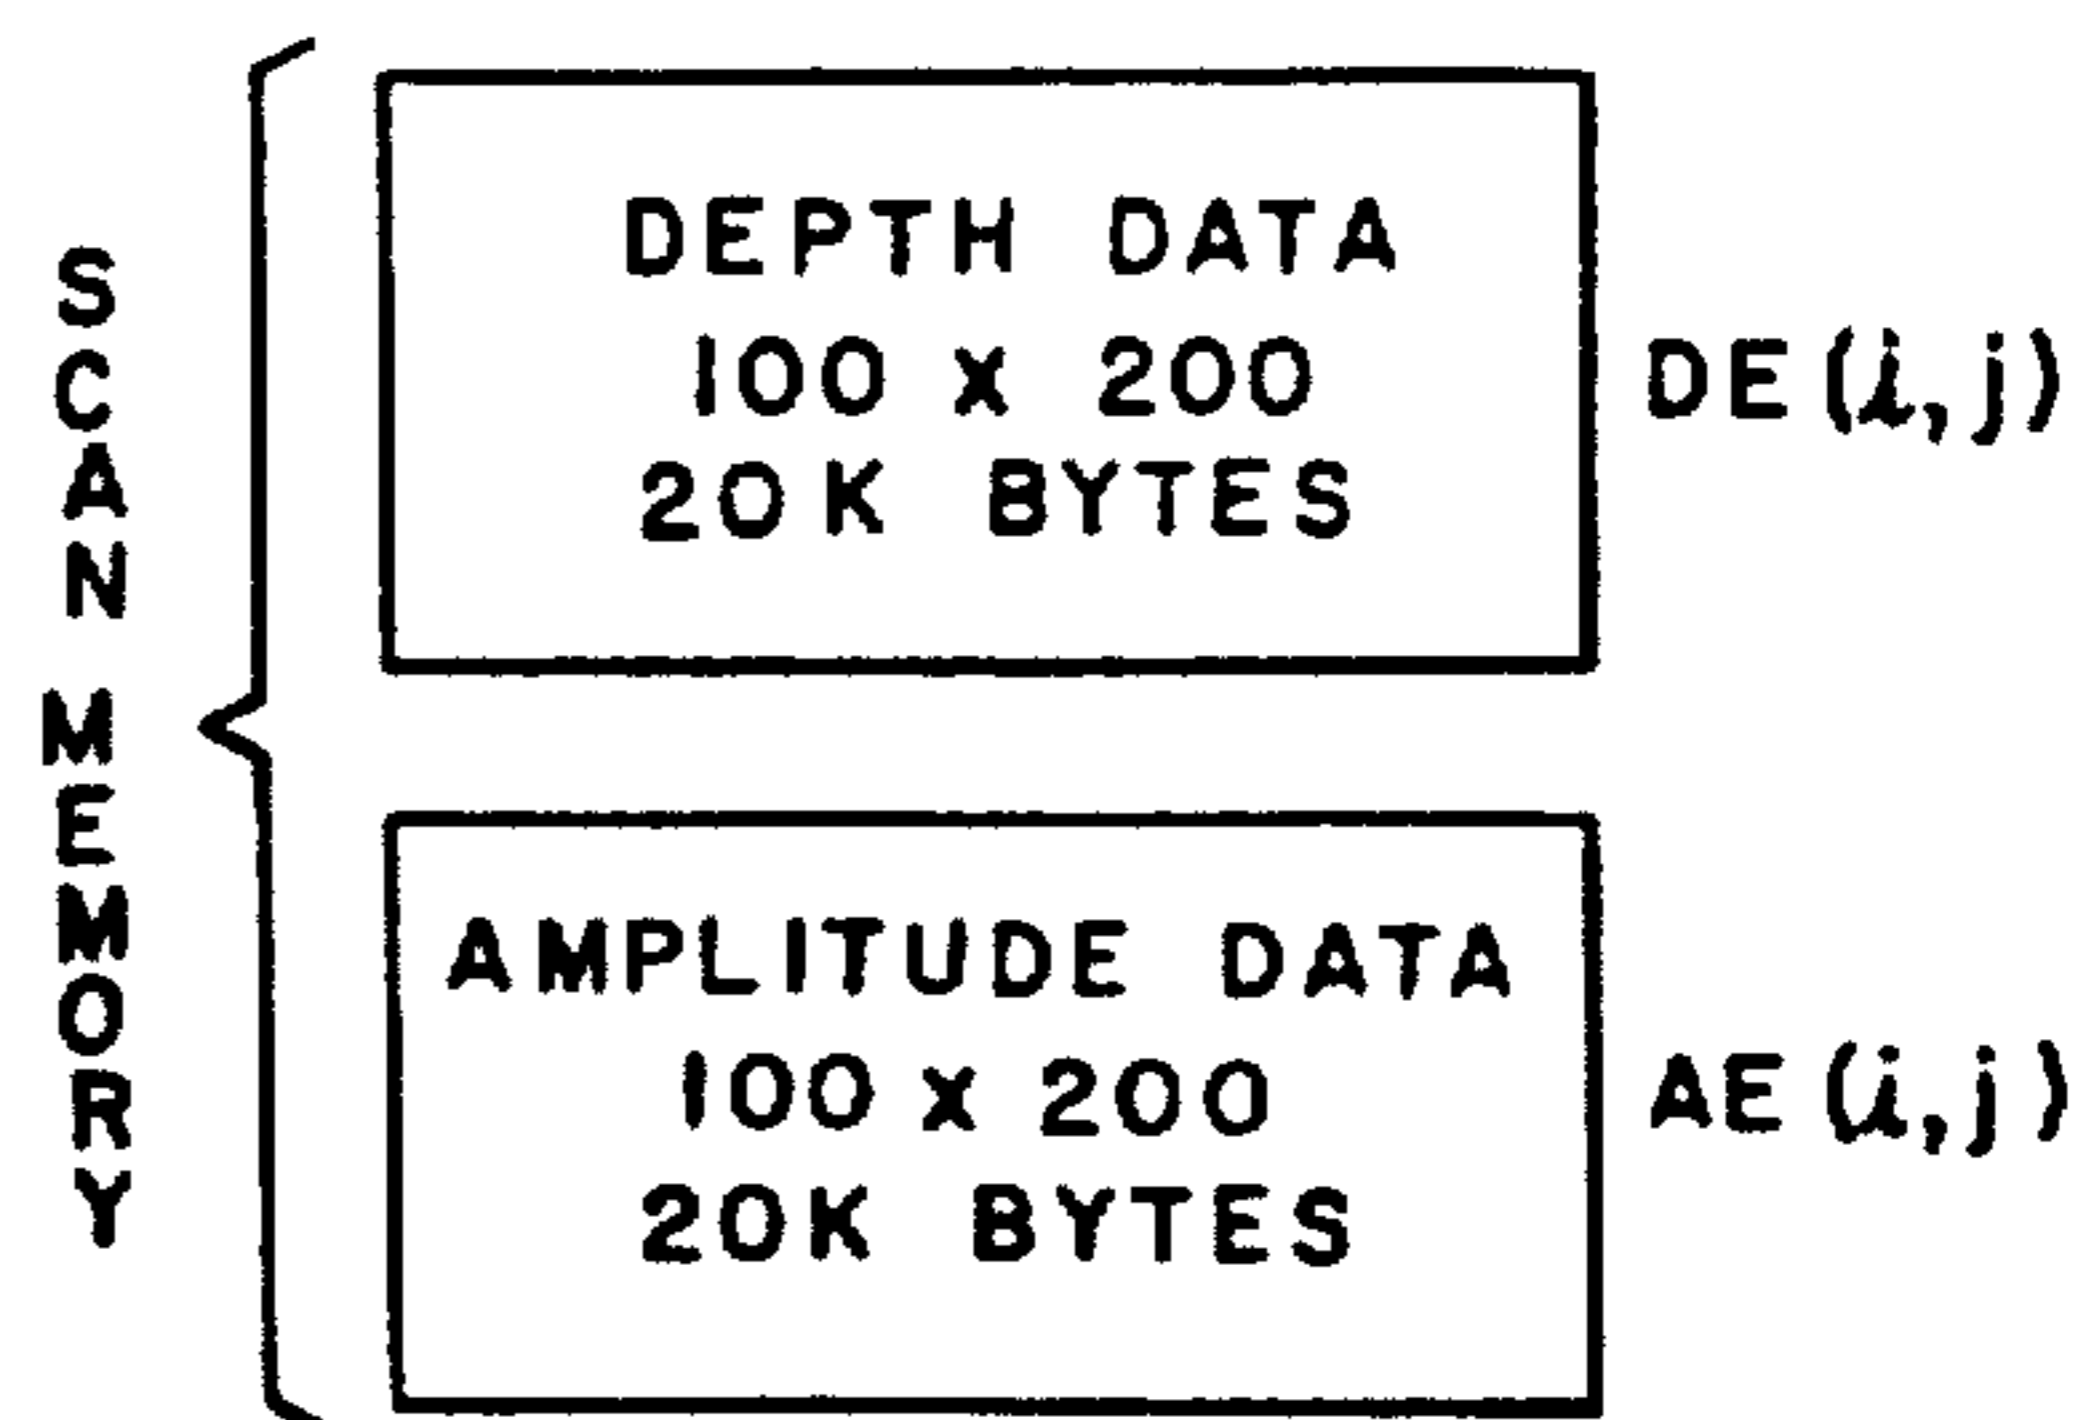 SCAN MEMORY
DEPTH DATA
100 x 200
20K BYTES
DE(i,j)
AMPLITUDE DATA
100 x 200
20K BYTES
AE(i,j)